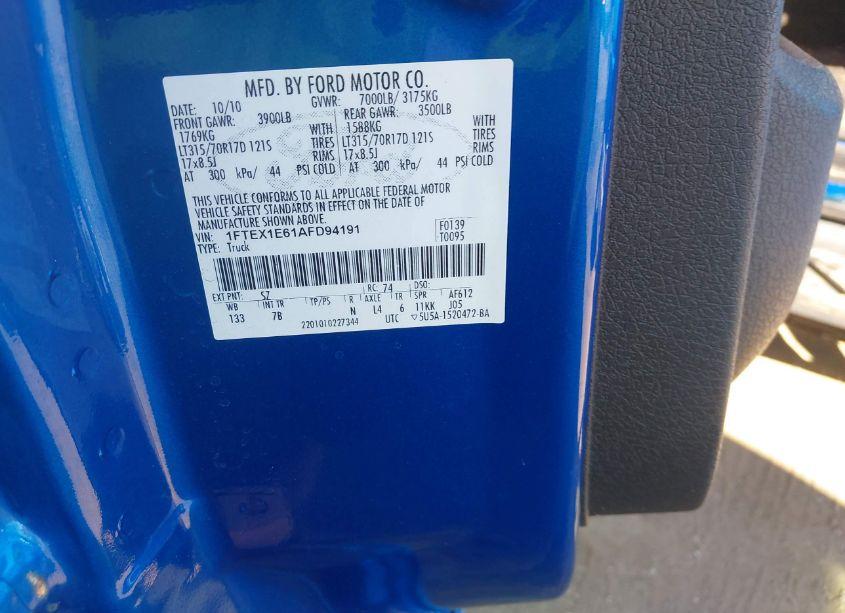 MFD. BY FORD MOTOR CO.
DATE: 10/10 GVWR: 7000LB/ 3175KG
FRONT GAWR: 3900LB REAR GAWR: 3500LB
1769KG WITH 1588KG WITH
LT315/70R17D 121S TIRES LT315/70R17D 121S TIRES
17x8.5J RIMS 17x8.5J RIMS
AT 300 kPa/ 44 PSI COLD AT 300 kPa/ 44 PSI COLD
THIS VEHICLE CONFORMS TO ALL APPLICABLE FEDERAL MOTOR
VEHICLE SAFETY STANDARDS IN EFFECT ON THE DATE OF
MANUFACTURE SHOWN ABOVE.
VIN: 1FTEX1E61AFD94191 F0139
TYPE: Truck T0095
EXT PNT: SZ RC: 74 DSO:
WB INT TR TP/PS R AXLE TR SPR AF612
133 7B N L4 6 11KK J05
2201010227344 UTC ▽5U5A-1520472-BA